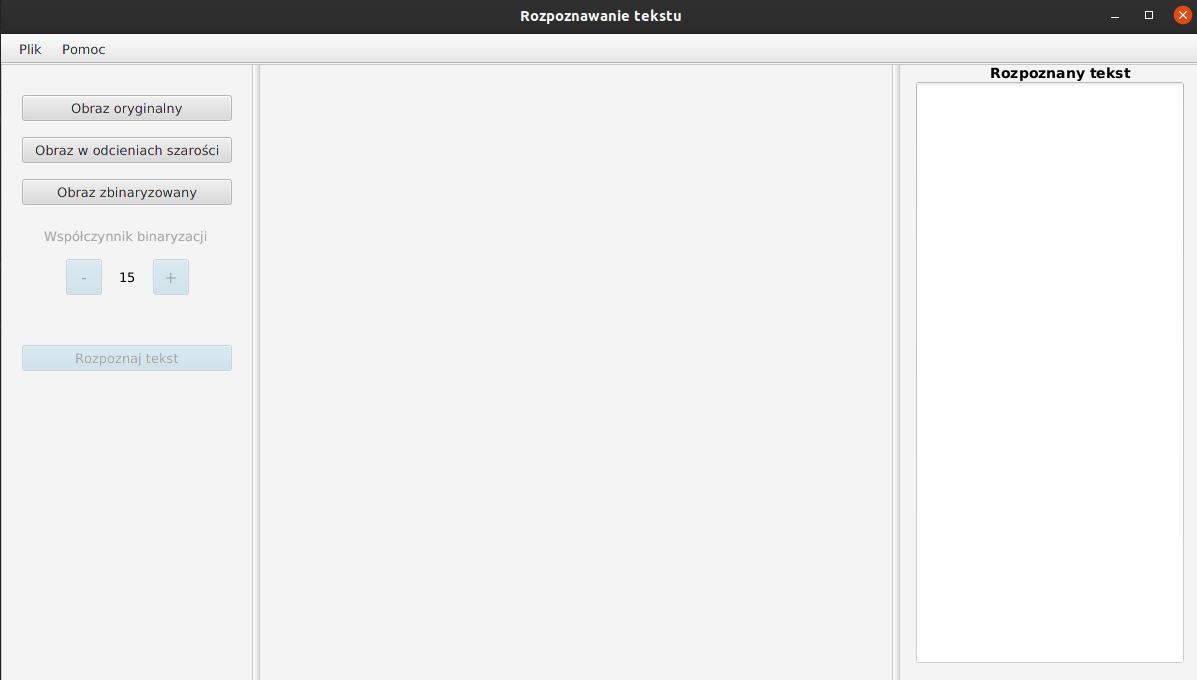 Rozpoznawanie tekstu
Plik Pomoc
Obraz oryginalny
Obraz w odcieniach szarości
Obraz zbinaryzowany
Współczynnik binaryzacji
- 15 +
Rozpoznaj tekst
Rozpoznany tekst